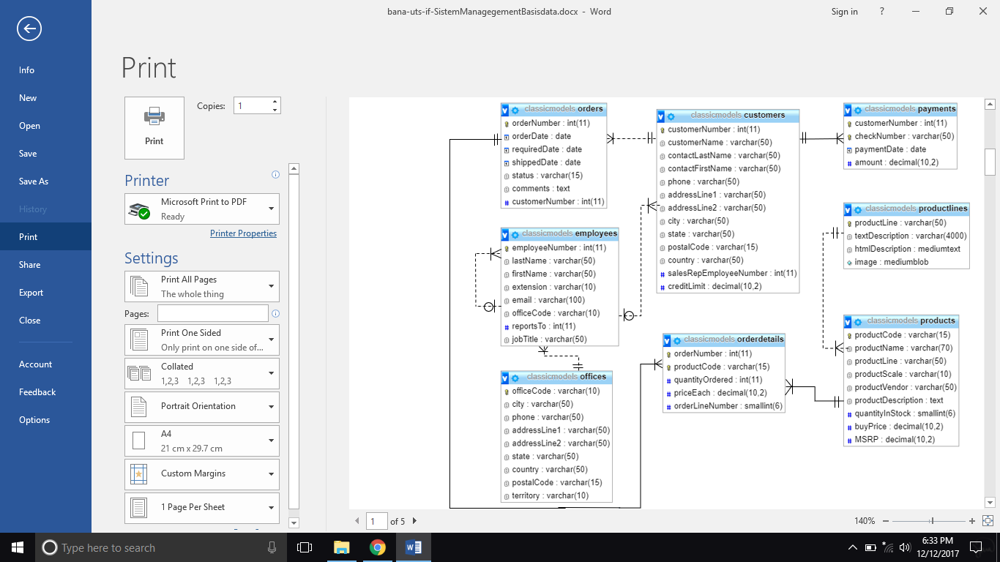 bana-uts-if-SistemManagegementBasisdata.docx - Word
Sign in
?
Info
New
Open
Save
Save As
History
Print
Share
Export
Close
Account
Feedback
Options
Print
Print
Copies: 1
Printer
Microsoft Print to PDF
Ready
Printer Properties
Settings
Print All Pages
The whole thing
Pages:
Print One Sided
Only print on one side of...
Collated
1,2,3 1,2,3 1,2,3
Portrait Orientation
A4
21 cm x 29.7 cm
Custom Margins
1 Page Per Sheet
classicmodels orders
orderNumber : int(11)
orderDate : date
requiredDate : date
shippedDate : date
status : varchar(15)
comments : text
customerNumber : int(11)
classicmodels employees
employeeNumber : int(11)
lastName : varchar(50)
firstName : varchar(50)
extension : varchar(10)
email : varchar(100)
officeCode : varchar(10)
reportsTo : int(11)
jobTitle : varchar(50)
classicmodels offices
officeCode : varchar(10)
city : varchar(50)
phone : varchar(50)
addressLine1 : varchar(50)
addressLine2 : varchar(50)
state : varchar(50)
country : varchar(50)
postalCode : varchar(15)
territory : varchar(10)
classicmodels customers
customerNumber : int(11)
customerName : varchar(50)
contactLastName : varchar(50)
contactFirstName : varchar(50)
phone : varchar(50)
addressLine1 : varchar(50)
addressLine2 : varchar(50)
city : varchar(50)
state : varchar(50)
postalCode : varchar(15)
country : varchar(50)
salesRepEmployeeNumber : int(11)
creditLimit : decimal(10,2)
classicmodels orderdetails
orderNumber : int(11)
productCode : varchar(15)
quantityOrdered : int(11)
priceEach : decimal(10,2)
orderLineNumber : smallint(6)
classicmodels payments
customerNumber : int(11)
checkNumber : varchar(50)
paymentDate : date
amount : decimal(10,2)
classicmodels productlines
productLine : varchar(50)
textDescription : varchar(4000)
htmlDescription : mediumtext
image : mediumblob
classicmodels products
productCode : varchar(15)
productName : varchar(70)
productLine : varchar(50)
productScale : varchar(10)
productVendor : varchar(50)
productDescription : text
quantityInStock : smallint(6)
buyPrice : decimal(10,2)
MSRP : decimal(10,2)
1 of 5
140%
Type here to search
6:33 PM
12/12/2017